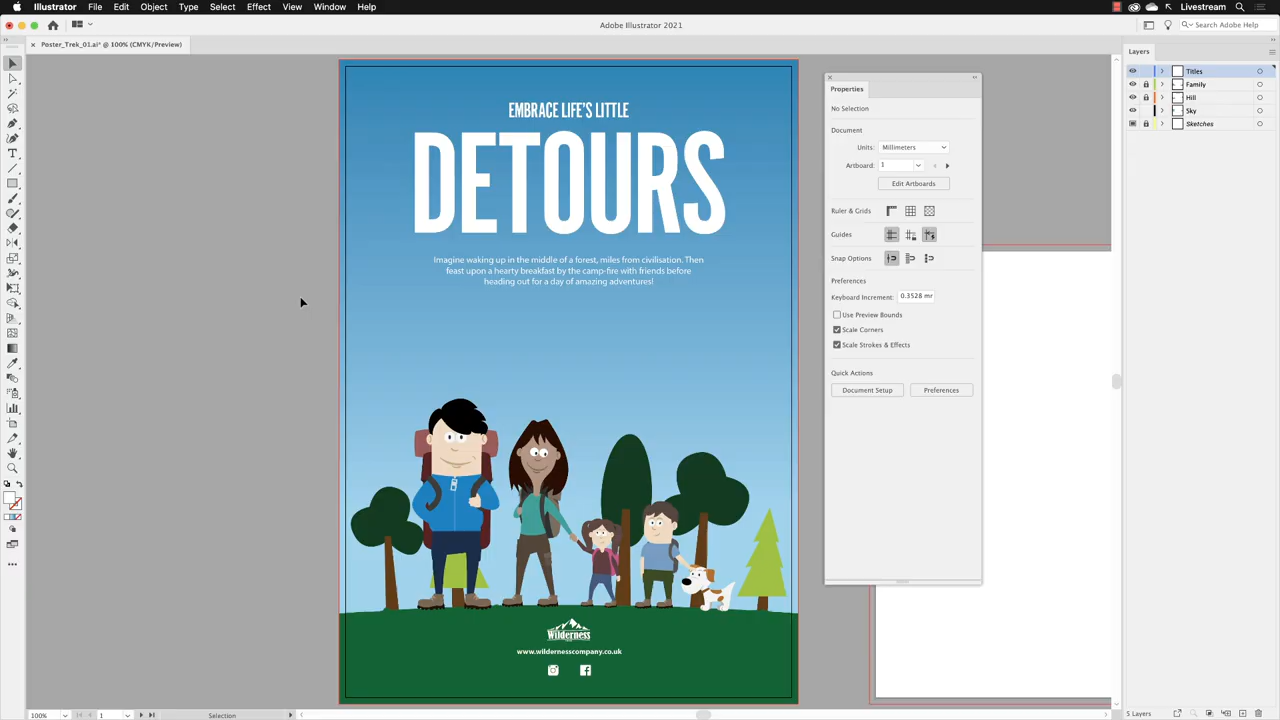 Illustrator File Edit Object Type Select Effect View Window Help
Livestream
Adobe Illustrator 2021
Search Adobe Help
× Poster_Trek_01.ai* @ 100% (CMYK/Preview)
EMBRACE LIFE'S LITTLE
DETOURS
Imagine waking up in the middle of a forest, miles from civilisation. Then
feast upon a hearty breakfast by the camp-fire with friends before
heading out for a day of amazing adventures!
Wilderness
www.wildernesscompany.co.uk
Properties
No Selection
Document
Units: Millimeters
Artboard: 1
Edit Artboards
Ruler & Grids
Guides
Snap Options
Preferences
Keyboard Increment: 0.3528 mr
Use Preview Bounds
Scale Corners
Scale Strokes & Effects
Quick Actions
Document Setup Preferences
Layers
Titles
Family
Hill
Sky
Sketches
100% 1 Selection
5 Layers